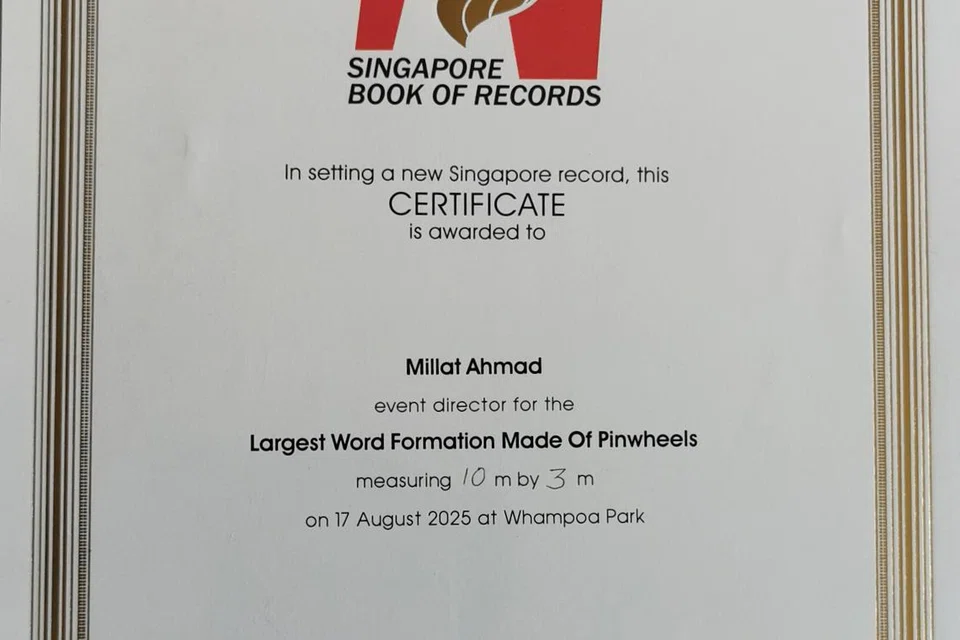 SINGAPORE
BOOK OF RECORDS
In setting a new Singapore record, this
CERTIFICATE
is awarded to
Millat Ahmad
event director for the
Largest Word Formation Made Of Pinwheels
measuring 10 m by 3 m
on 17 August 2025 at Whampoa Park